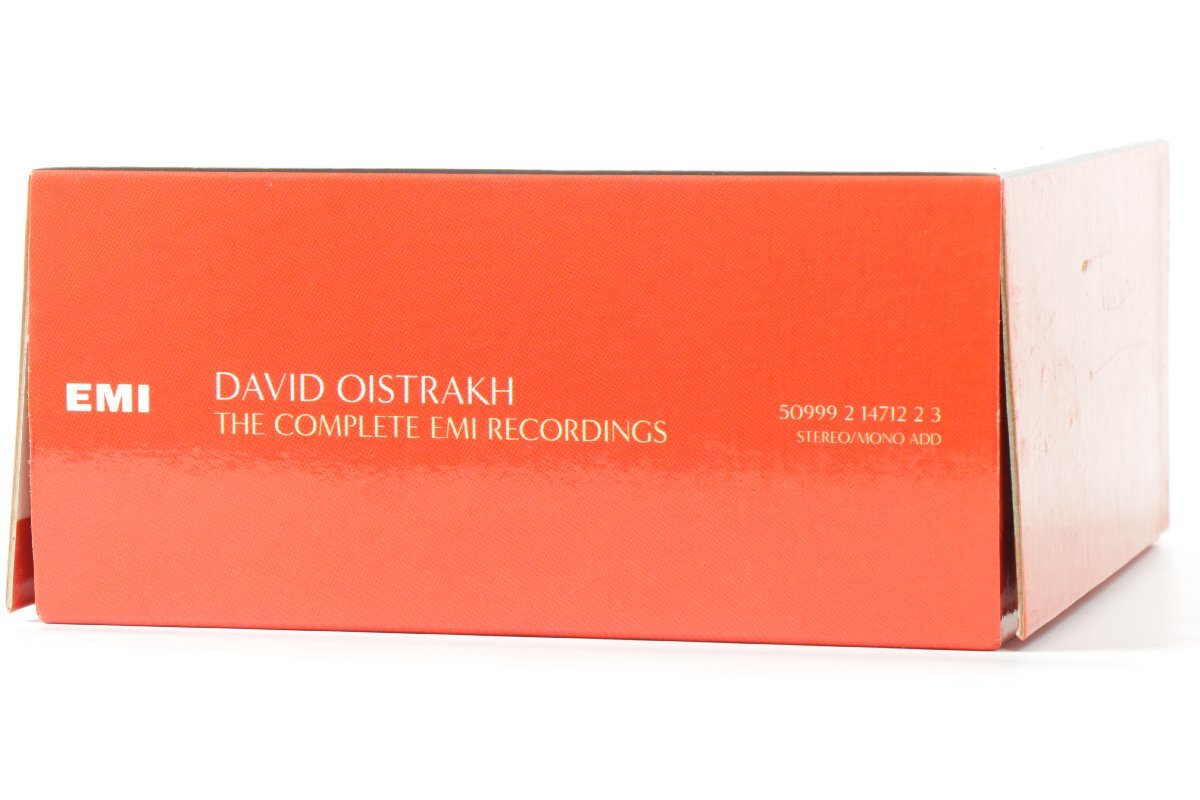 EMI
DAVID OISTRAKH
THE COMPLETE EMI RECORDINGS
50999 2 14712 2 3
STEREO/MONO ADD